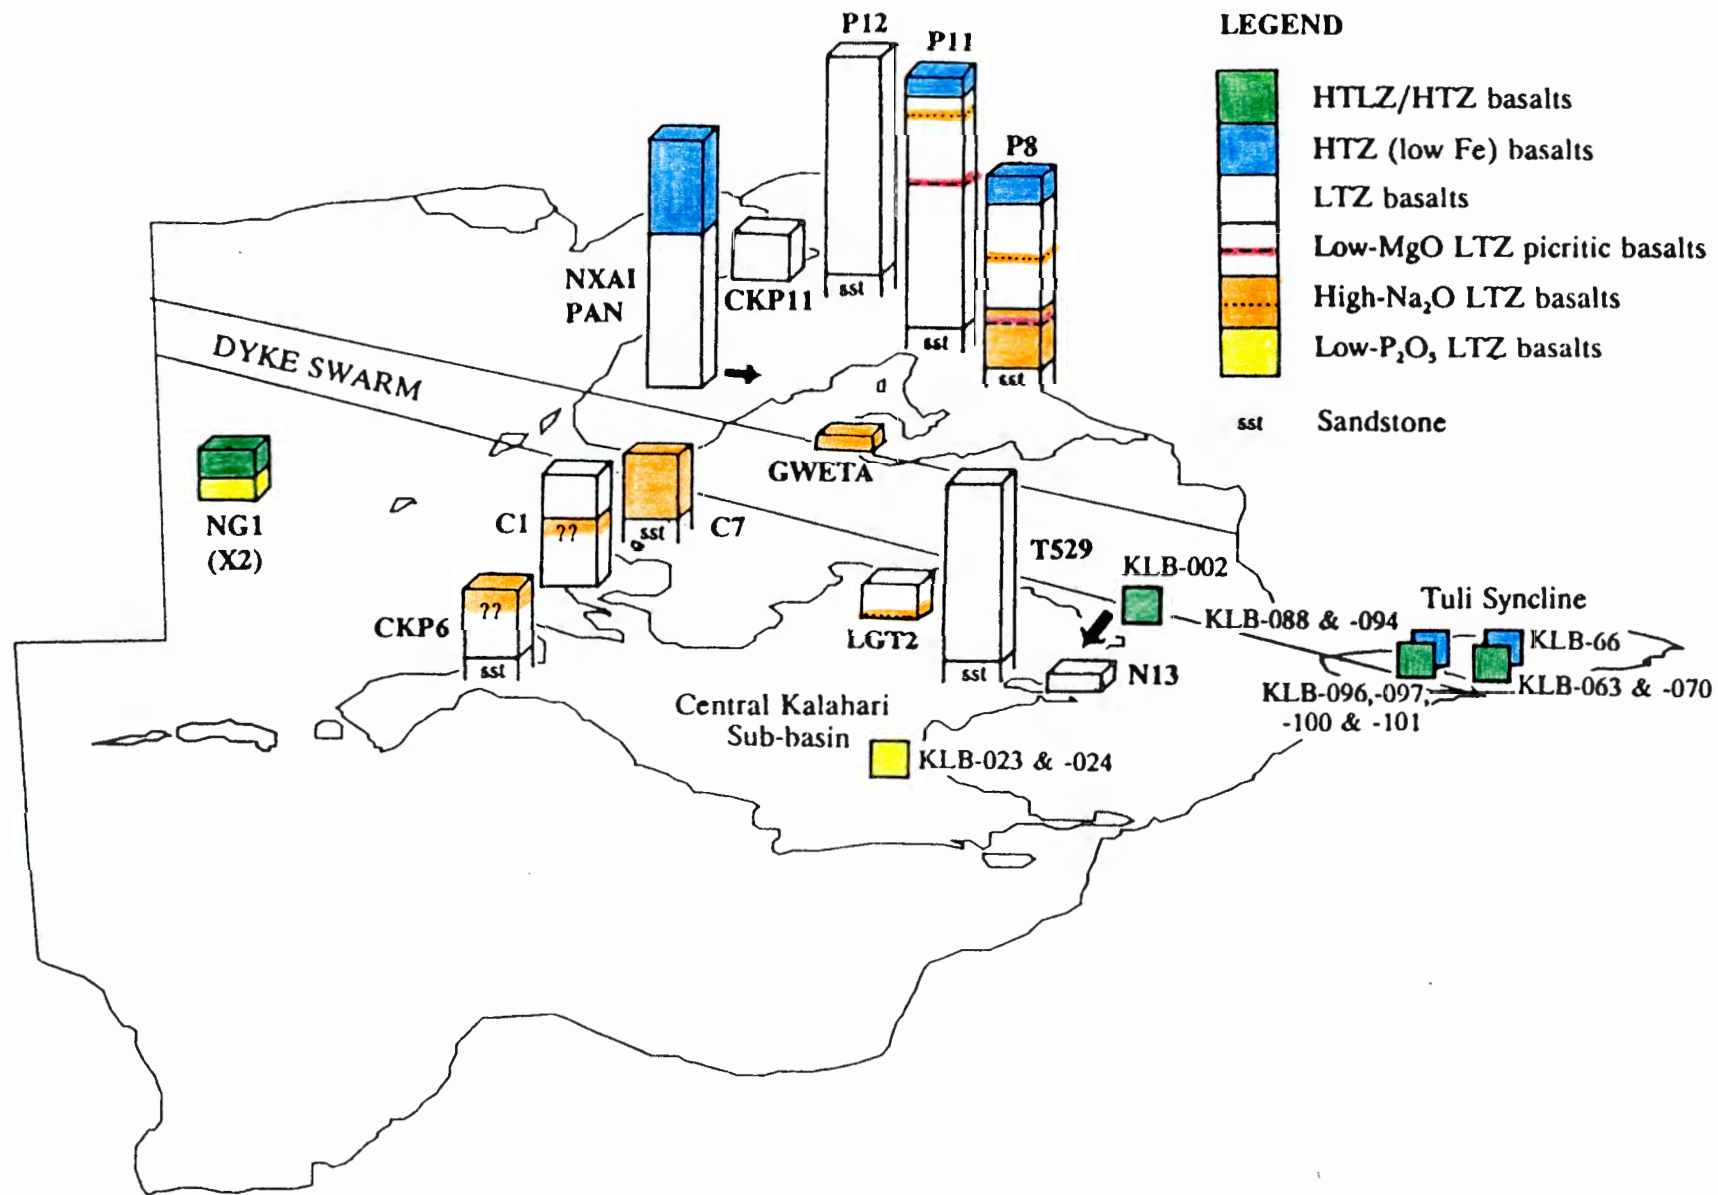 P12
P11
P8
LEGEND
HTLZ/HTZ basalts
HTZ (low Fe) basalts
LTZ basalts
Low-MgO LTZ picritic basalts
High-Na₂O LTZ basalts
Low-P₂O₅ LTZ basalts
sst Sandstone
NXAI
PAN
CKP11
sst
sst
sst
DYKE SWARM
GWETA
NG1
(X2)
C1
??
sst
C7
T529
KLB-002
CKP6
??
sst
LGT2
sst
N13
KLB-088 & -094
Tuli Syncline
KLB-66
KLB-063 & -070
KLB-096,-097,
-100 & -101
Central Kalahari
Sub-basin
KLB-023 & -024